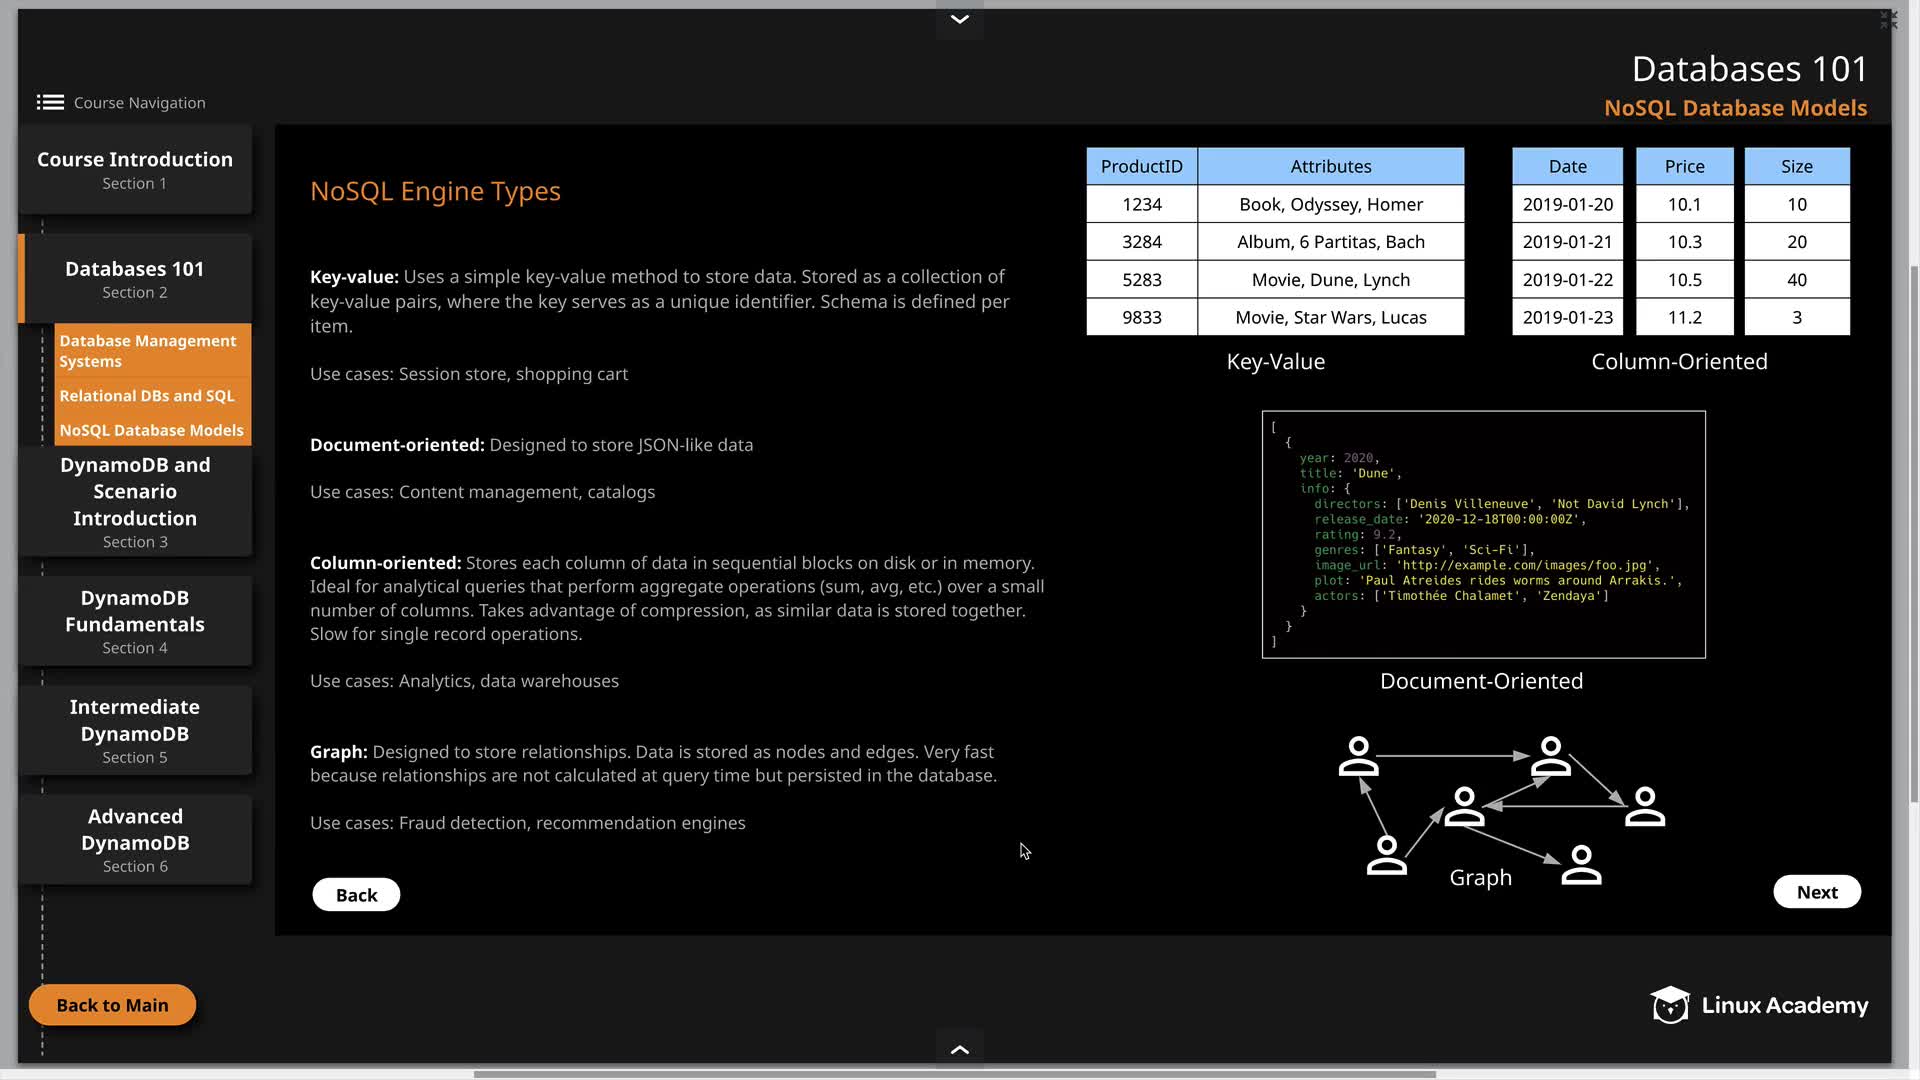 Databases 101
NoSQL Database Models
Course Navigation
Course Introduction
Section 1
Databases 101
Section 2
Database Management
Systems
Relational DBs and SQL
NoSQL Database Models
DynamoDB and
Scenario
Introduction
Section 3
DynamoDB
Fundamentals
Section 4
Intermediate
DynamoDB
Section 5
Advanced
DynamoDB
Section 6
Back to Main
NoSQL Engine Types
Key-value: Uses a simple key-value method to store data. Stored as a collection of
key-value pairs, where the key serves as a unique identifier. Schema is defined per
item.
Use cases: Session store, shopping cart
Document-oriented: Designed to store JSON-like data
Use cases: Content management, catalogs
Column-oriented: Stores each column of data in sequential blocks on disk or in memory.
Ideal for analytical queries that perform aggregate operations (sum, avg, etc.) over a small
number of columns. Takes advantage of compression, as similar data is stored together.
Slow for single record operations.
Use cases: Analytics, data warehouses
Graph: Designed to store relationships. Data is stored as nodes and edges. Very fast
because relationships are not calculated at query time but persisted in the database.
Use cases: Fraud detection, recommendation engines
Back
ProductID Attributes
1234 Book, Odyssey, Homer
3284 Album, 6 Partitas, Bach
5283 Movie, Dune, Lynch
9833 Movie, Star Wars, Lucas
Key-Value
Date Price Size
2019-01-20 10.1 10
2019-01-21 10.3 20
2019-01-22 10.5 40
2019-01-23 11.2 3
Column-Oriented
[
{
year: 2020,
title: 'Dune',
info: {
directors: ['Denis Villeneuve', 'Not David Lynch'],
release_date: '2020-12-18T00:00:00Z',
rating: 9.2,
genres: ['Fantasy', 'Sci-Fi'],
image_url: 'http://example.com/images/foo.jpg',
plot: 'Paul Atreides rides worms around Arrakis.',
actors: ['Timothée Chalamet', 'Zendaya']
}
}
]
Document-Oriented
Graph
Next
Linux Academy